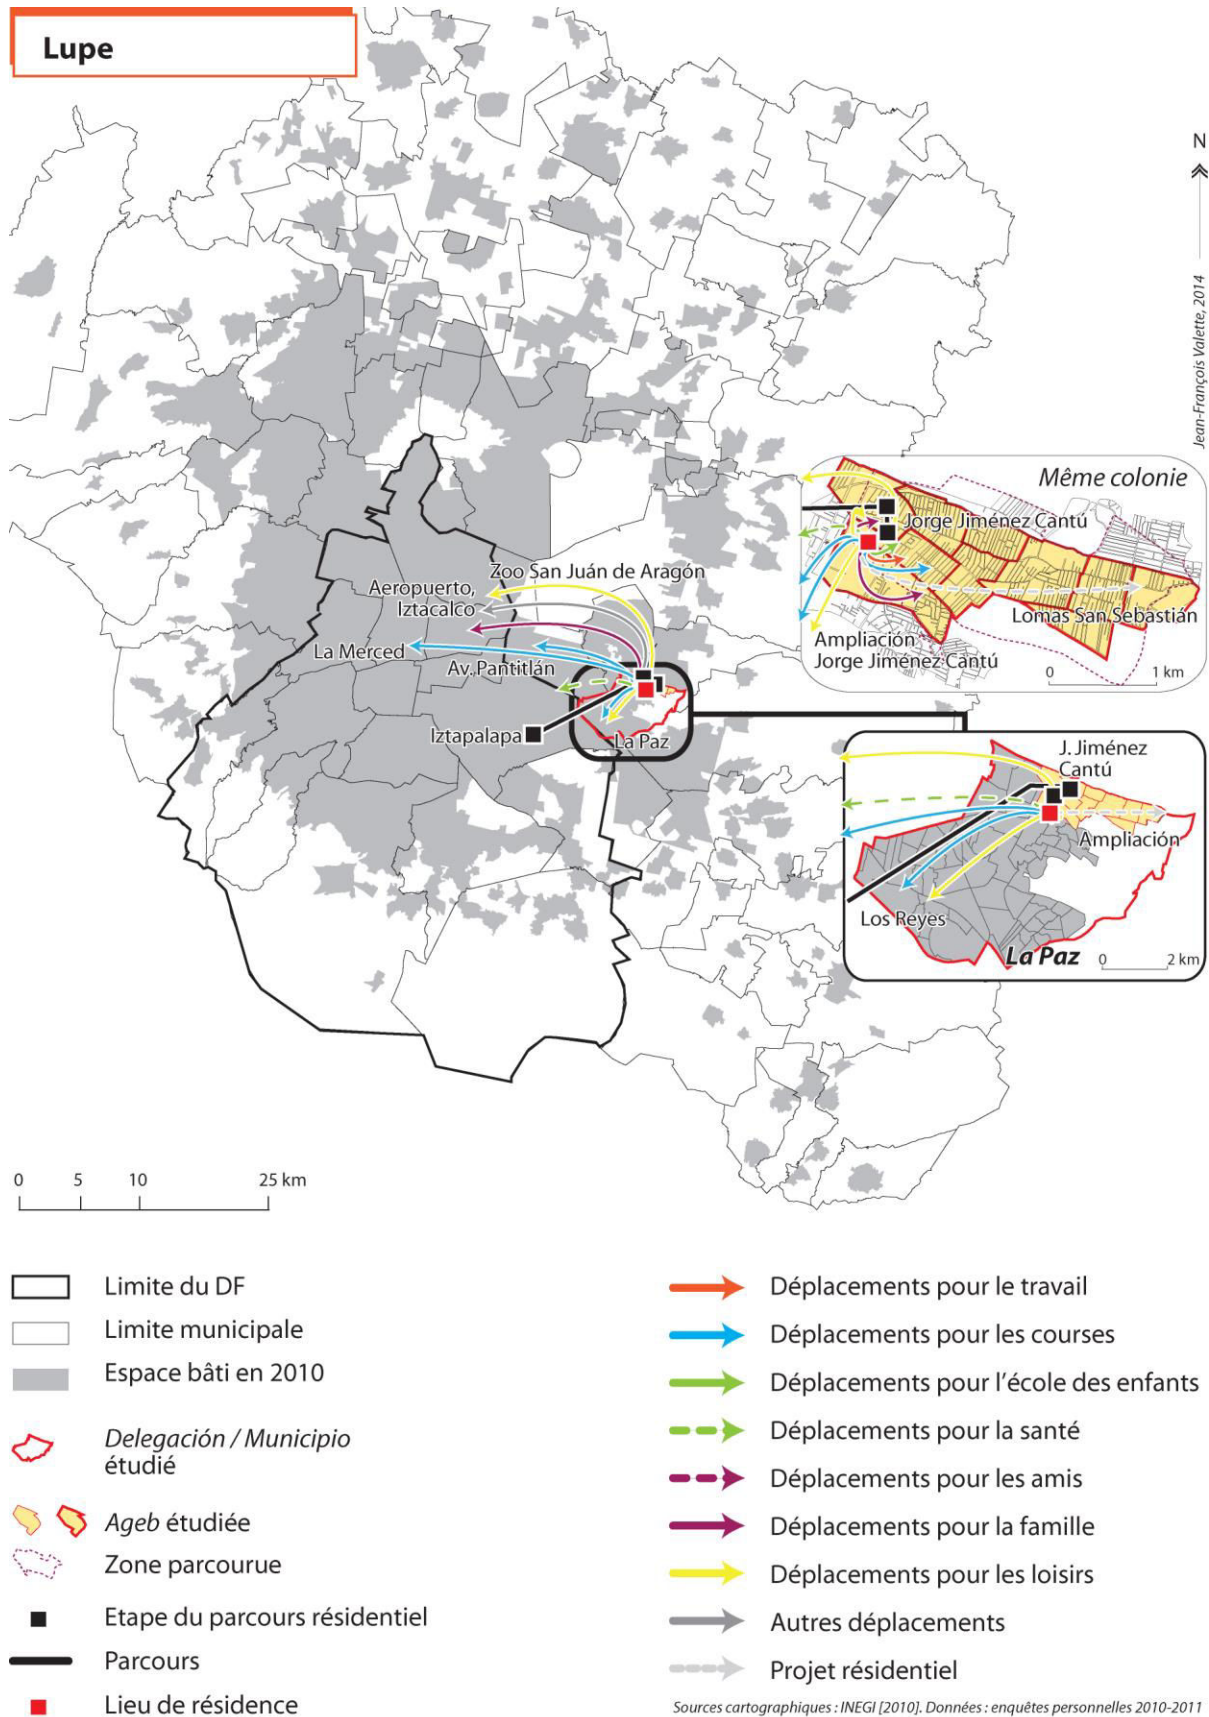 Lupe
N
Jean-François Valette, 2014
Même colonie
Jorge Jiménez Cantú
Lomas San Sebastián
Ampliación
Jorge Jiménez Cantú
0 1 km
Zoo San Juán de Aragón
Aeropuerto,
Iztacalco
La Merced
Av. Pantitlán
Iztapalapa
La Paz
J. Jiménez
Cantú
Ampliación
Los Reyes
La Paz
0 2 km
0 5 10 25 km
Limite du DF
Limite municipale
Espace bâti en 2010
Delegación / Municipio
étudié
Ageb étudiée
Zone parcourue
Etape du parcours résidentiel
Parcours
Lieu de résidence
Déplacements pour le travail
Déplacements pour les courses
Déplacements pour l'école des enfants
Déplacements pour la santé
Déplacements pour les amis
Déplacements pour la famille
Déplacements pour les loisirs
Autres déplacements
Projet résidentiel
Sources cartographiques : INEGI [2010]. Données : enquêtes personnelles 2010-2011